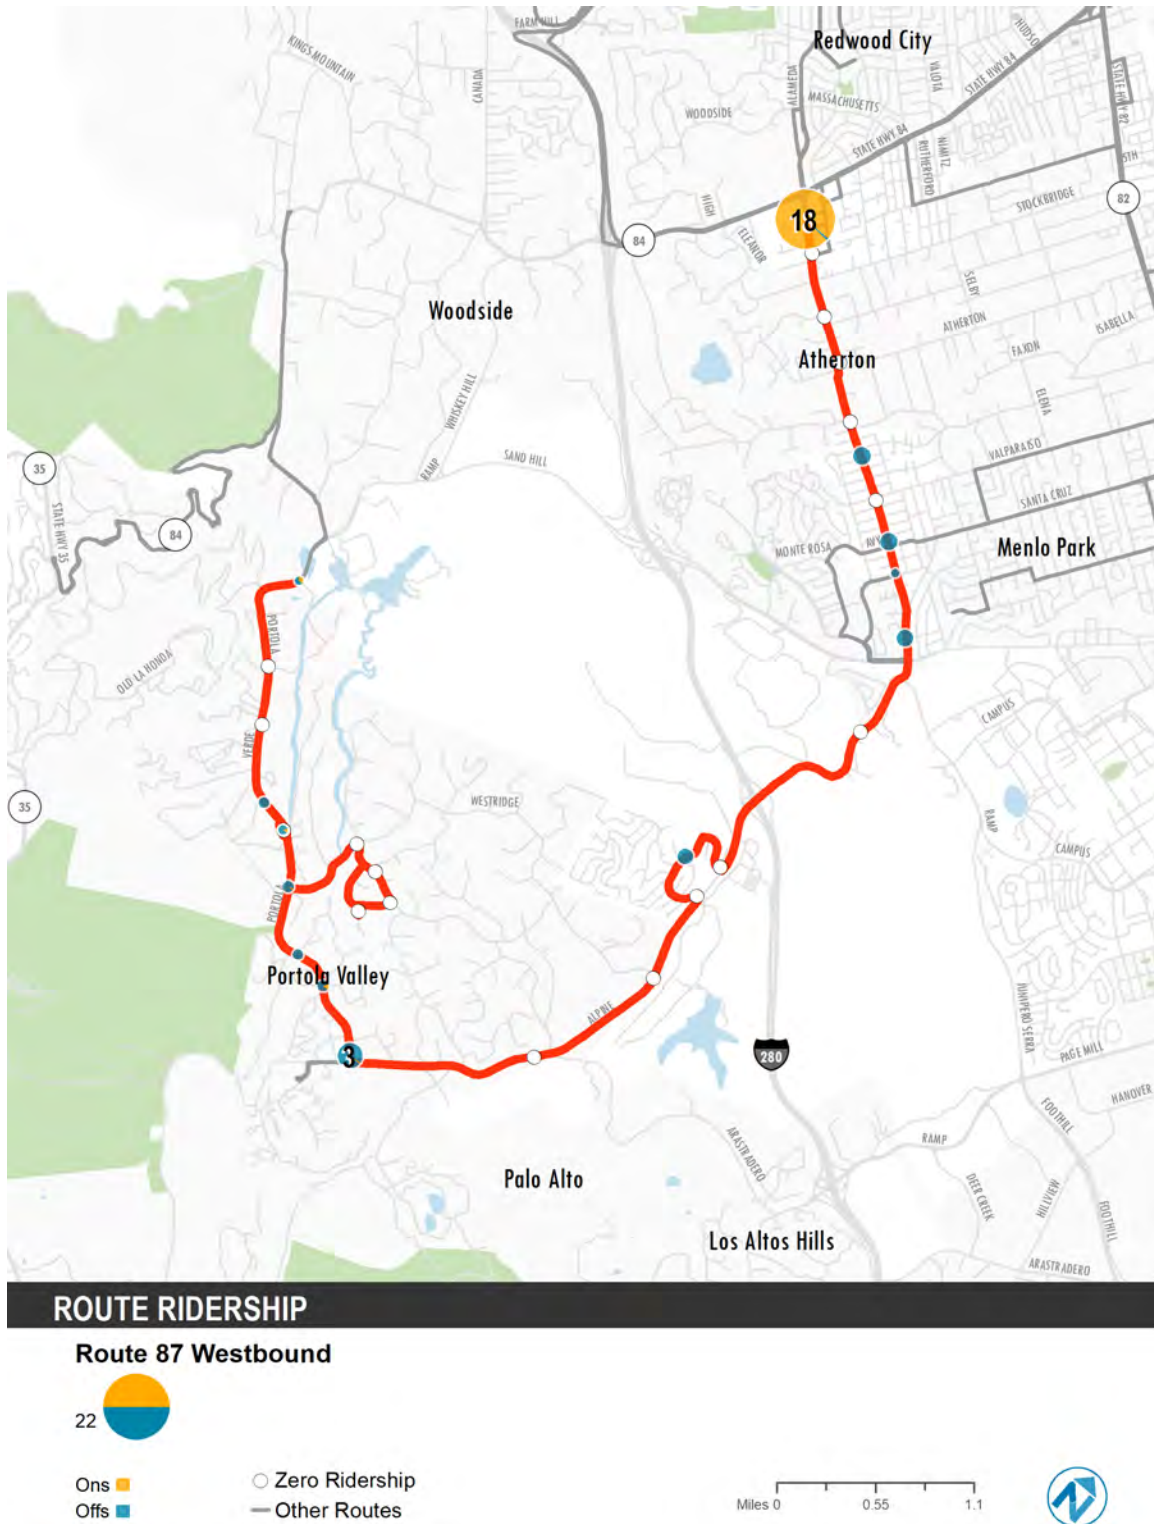 FARM HILL
Redwood City
HUDSON
KINGS MOUNTAIN
CANADA
ALAMEDA
VALOTA
STATE HWY 84
STATE HWY 82
MASSACHUSETTS
WOODSIDE
STATE HWY 84
NIMITZ
RUTHERFORD
5TH
STOCKBRIDGE
82
HIGH
18
ELEANOR
84
SELBY
Woodside
ATHERTON
ISABELLA
Atherton
FAXON
ELENA
WHISKEY HILL
RAMP
SAND HILL
VALPARAISO
35
STATE HWY 35
SANTA CRUZ
84
MONTE ROSA
AVY
Menlo Park
PORTOLA
OLD LA HONDA
CAMPUS
VERDE
35
WESTRIDGE
RAMP
CAMPUS
PORTOLA
Portola Valley
ALPINE
JUNIPERO SERRA
3
280
PAGE MILL
HANOVER
FOOTHILL
ARASTRADERO
RAMP
Palo Alto
DEER CREEK
HILLVIEW
FOOTHILL
Los Altos Hills
ARASTRADERO
ROUTE RIDERSHIP
Route 87 Westbound
22
Ons
Zero Ridership
Offs
Other Routes
Miles 0 0.55 1.1